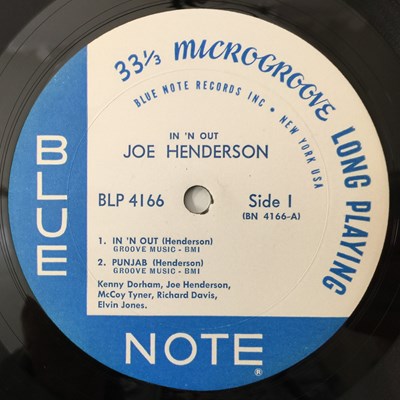 33 1/3 MICROGROOVE LONG PLAYING
BLUE NOTE RECORDS INC • NEW YORK USA
IN 'N OUT
JOE HENDERSON
BLP 4166 Side 1
(BN 4166-A)
1. IN 'N OUT (Henderson)
GROOVE MUSIC - BMI
2. PUNJAB (Henderson)
GROOVE MUSIC - BMI
Kenny Dorham, Joe Henderson,
McCoy Tyner, Richard Davis,
Elvin Jones.
BLUE
NOTE
®